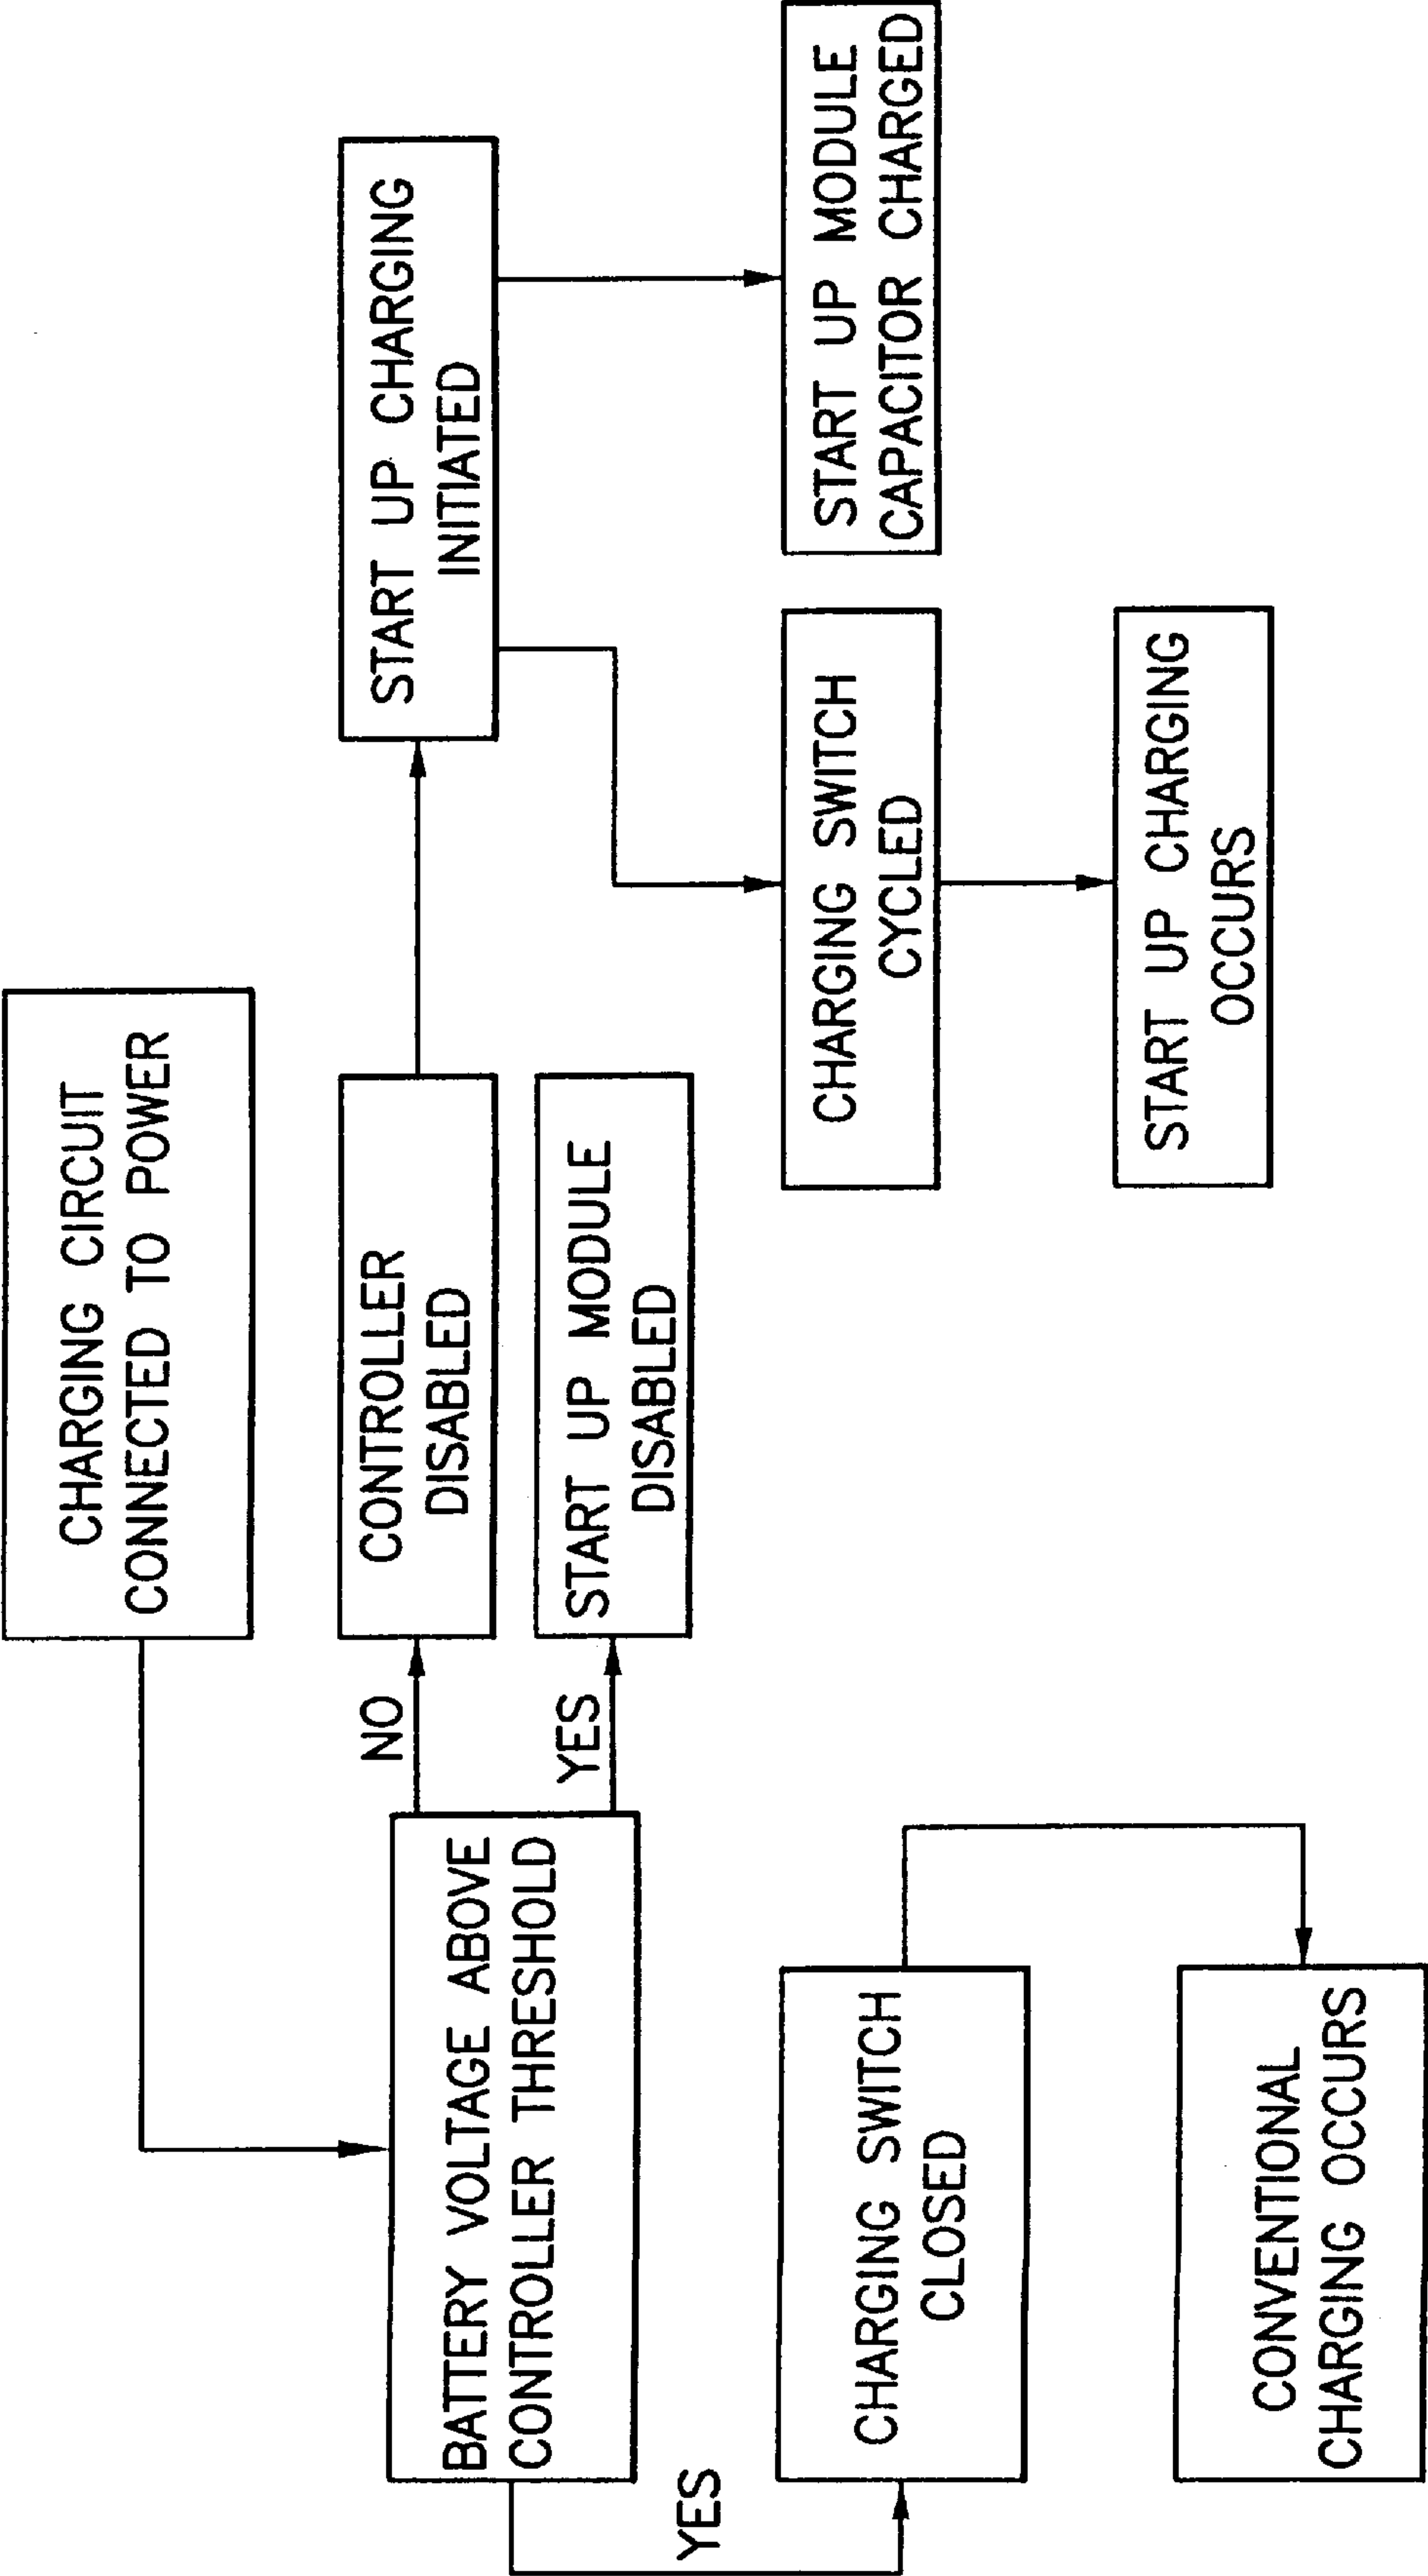 CHARGING CIRCUIT
CONNECTED TO POWER
BATTERY VOLTAGE ABOVE
CONTROLLER THRESHOLD
NO
CONTROLLER
DISABLED
START UP CHARGING
INITIATED
YES
START UP MODULE
DISABLED
YES
CHARGING SWITCH
CLOSED
CHARGING SWITCH
CYCLED
START UP MODULE
CAPACITOR CHARGED
CONVENTIONAL
CHARGING OCCURS
START UP CHARGING
OCCURS